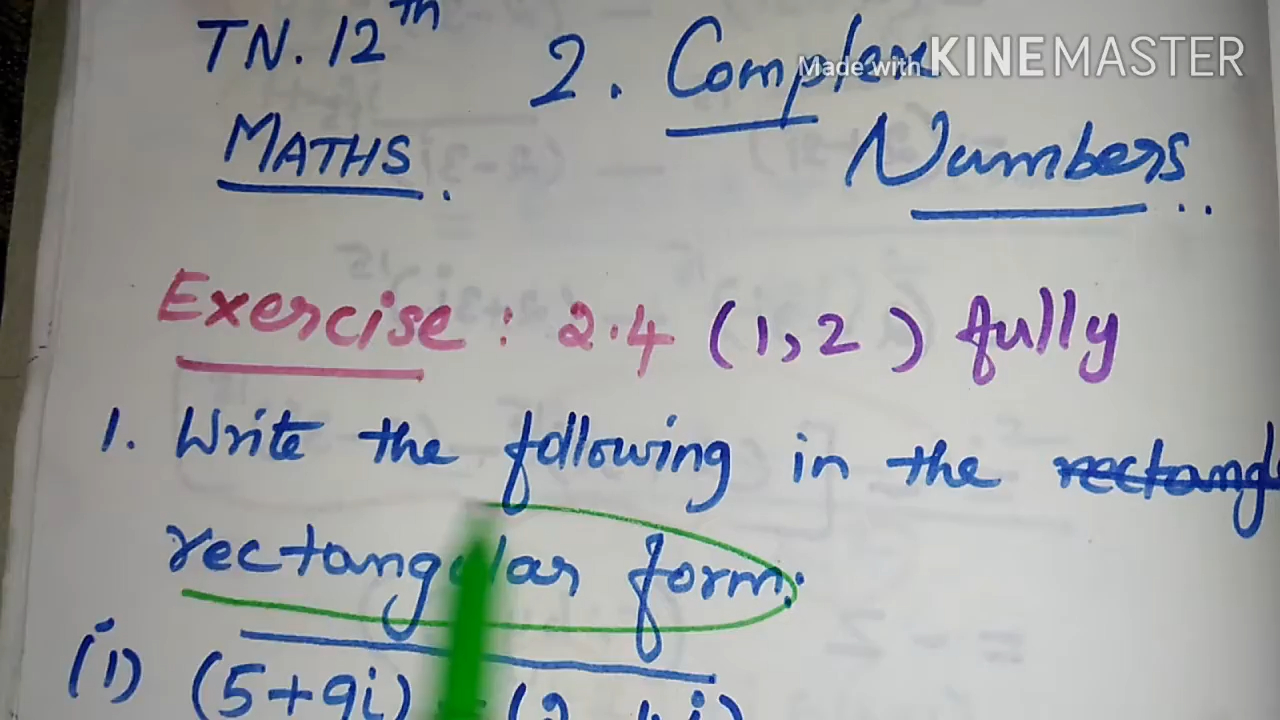 TN. 12th 2. Complex
Made with KINEMASTER
MATHS. Numbers..
Exercise: 2.4 (1,2) fully
1. Write the following in the
rectangular form:
(i) (5+9i)